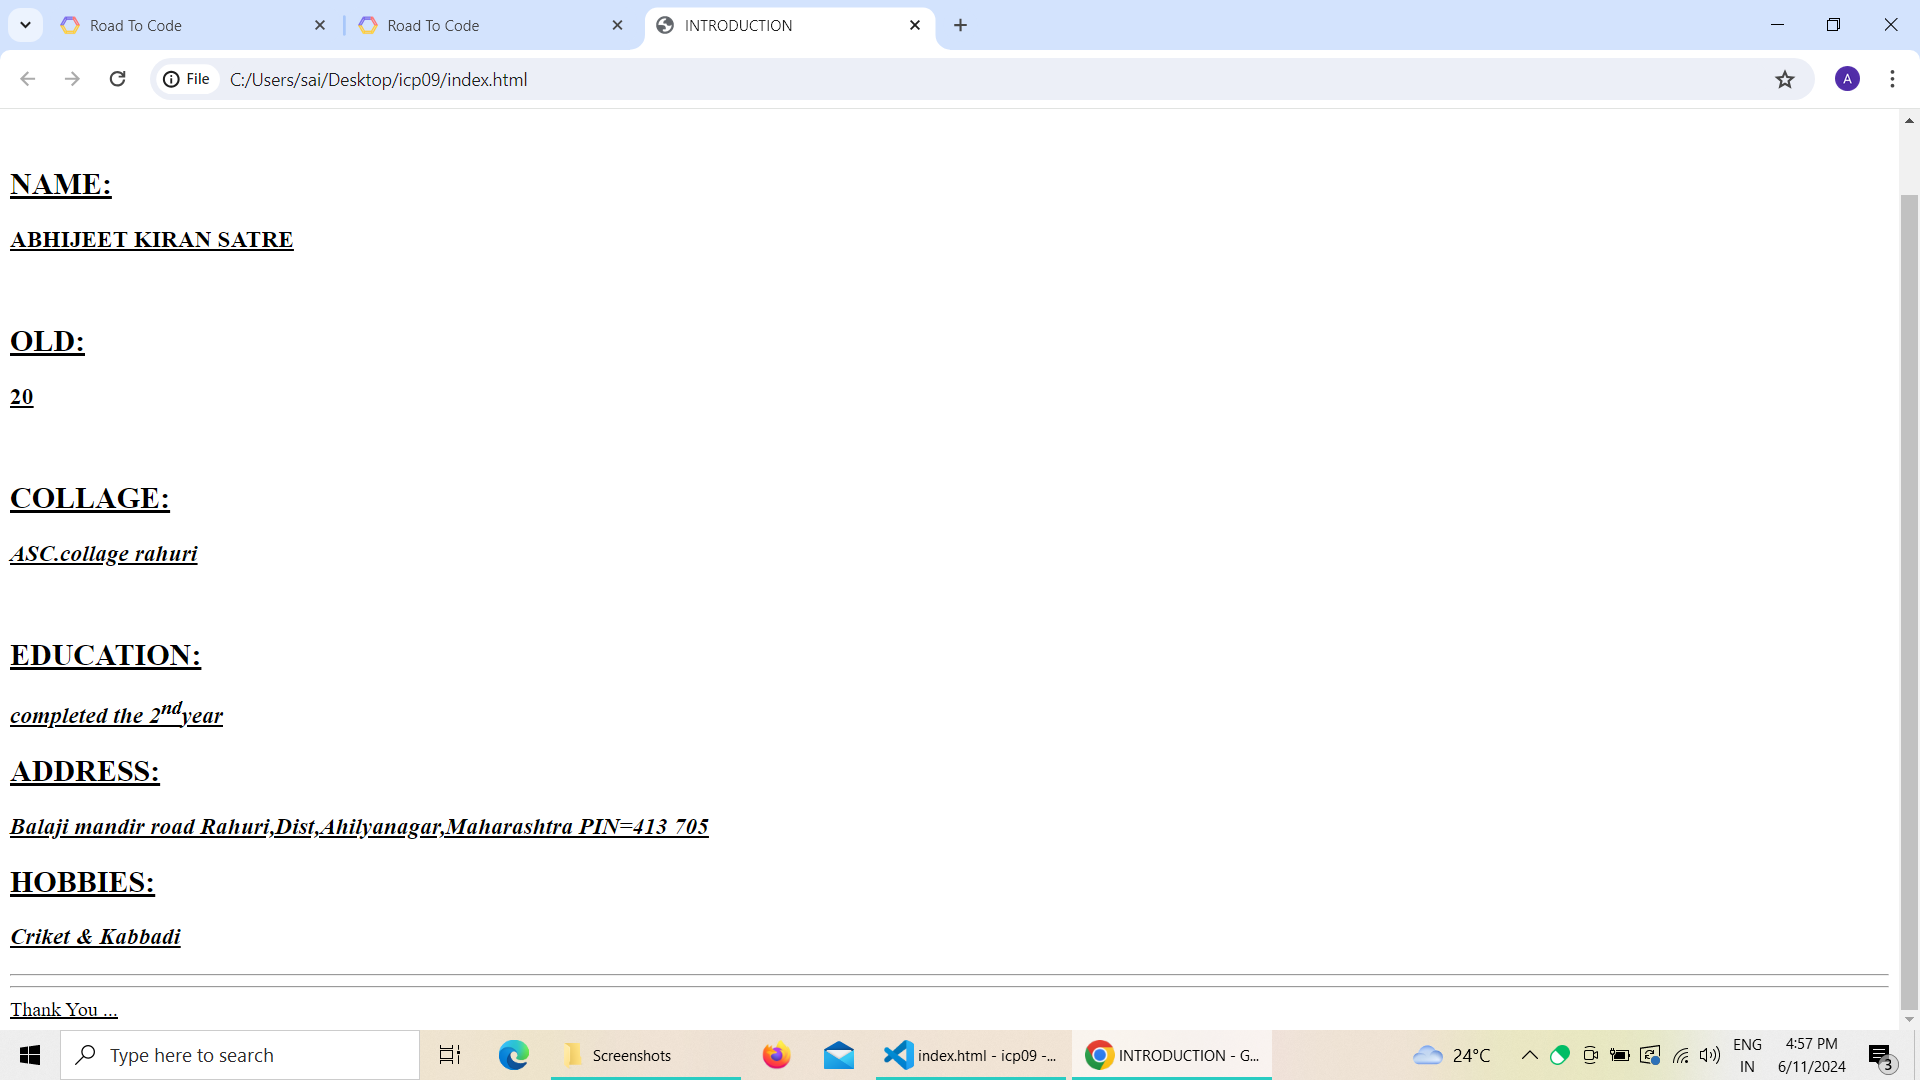 Road To Code
Road To Code
INTRODUCTION
File
C:/Users/sai/Desktop/icp09/index.html
A
NAME:
ABHIJEET KIRAN SATRE
OLD:
20
COLLAGE:
ASC.collage rahuri
EDUCATION:
completed the 2nd year
ADDRESS:
Balaji mandir road Rahuri,Dist,Ahilyanagar,Maharashtra PIN=413 705
HOBBIES:
Criket & Kabbadi
Thank You ...
Type here to search
Screenshots
index.html - icp09 -...
INTRODUCTION - G...
24°C
ENG
IN
4:57 PM
6/11/2024
3